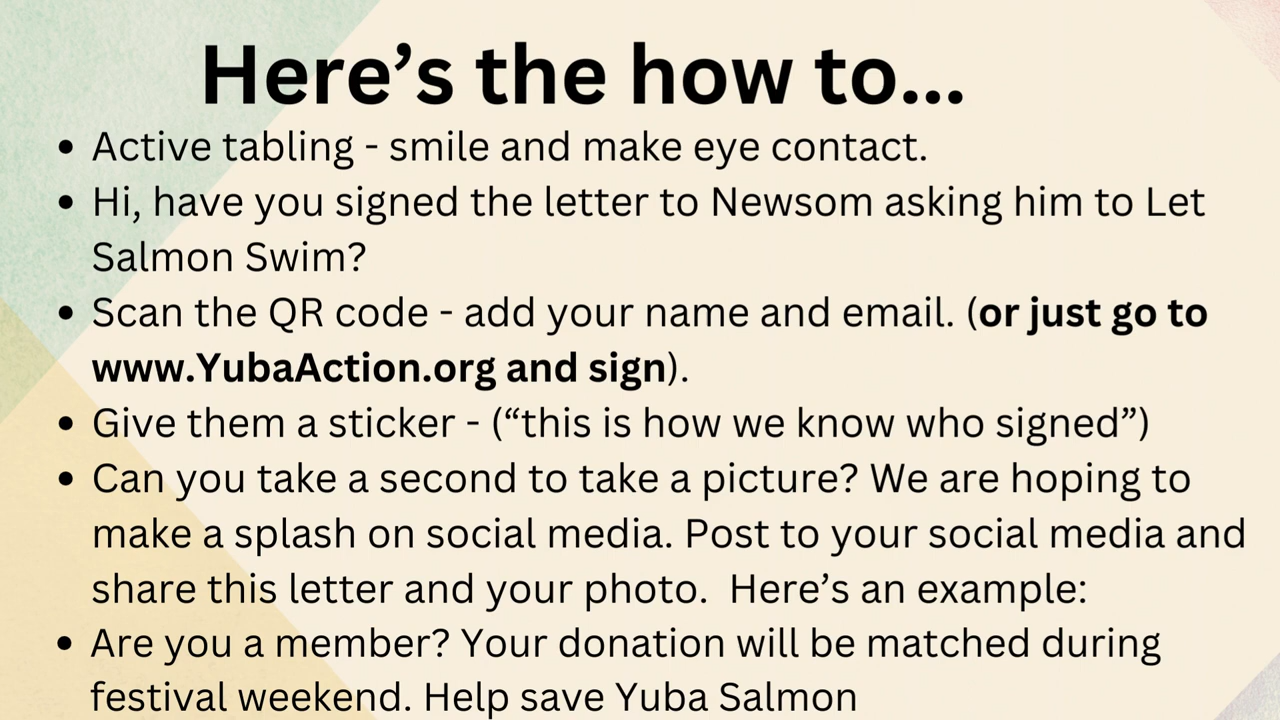 Here’s the how to...
• Active tabling - smile and make eye contact.
• Hi, have you signed the letter to Newsom asking him to Let
Salmon Swim?
• Scan the QR code - add your name and email. (or just go to
www.YubaAction.org and sign).
• Give them a sticker - (“this is how we know who signed”)
• Can you take a second to take a picture? We are hoping to
make a splash on social media. Post to your social media and
share this letter and your photo.  Here’s an example:
• Are you a member? Your donation will be matched during
festival weekend. Help save Yuba Salmon